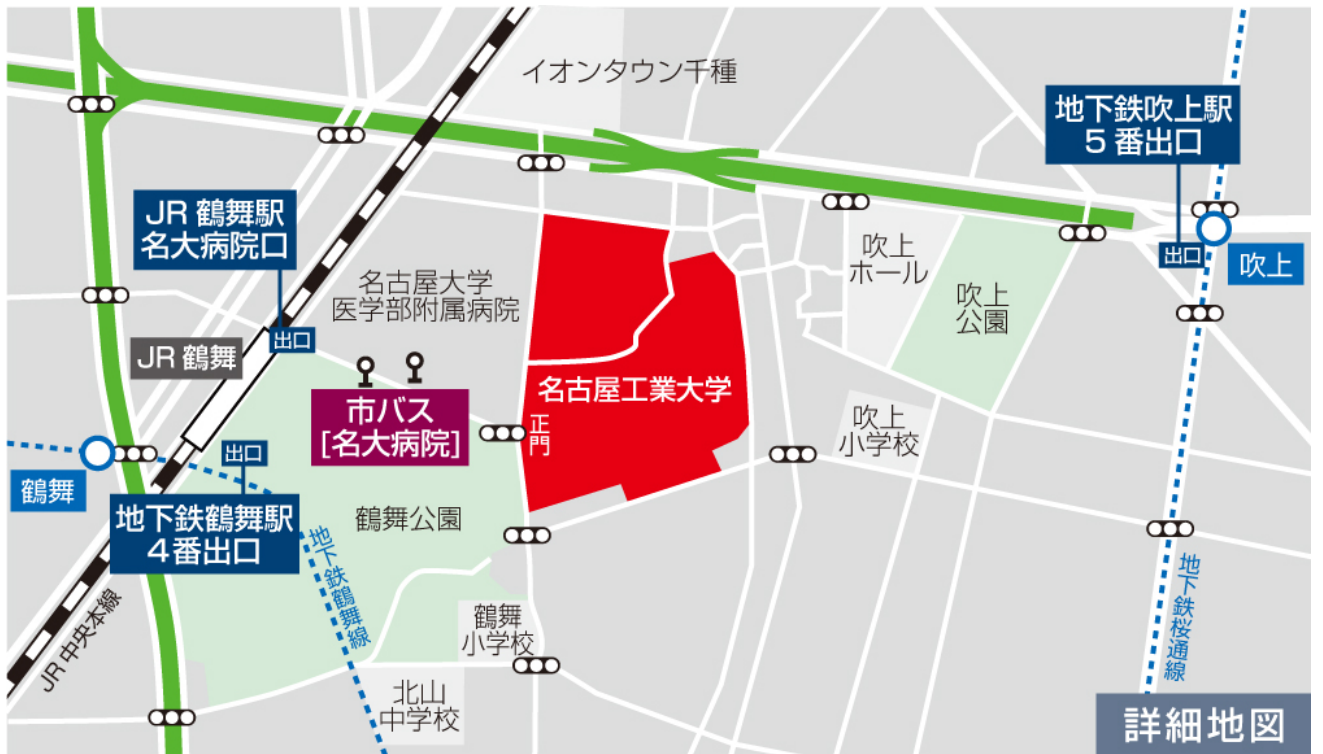 イオンタウン千種
地下鉄吹上駅
5番出口
JR 鶴舞駅
名大病院口
出口
吹上
吹上
ホール
名古屋大学
医学部附属病院
吹上
公園
出口
JR 鶴舞
名古屋工業大学
市バス
[名大病院]
正門
吹上
小学校
出口
鶴舞
地下鉄鶴舞駅
4番出口
鶴舞公園
地下鉄鶴舞線
地下鉄桜通線
JR 中央本線
鶴舞
小学校
北山
中学校
詳細地図